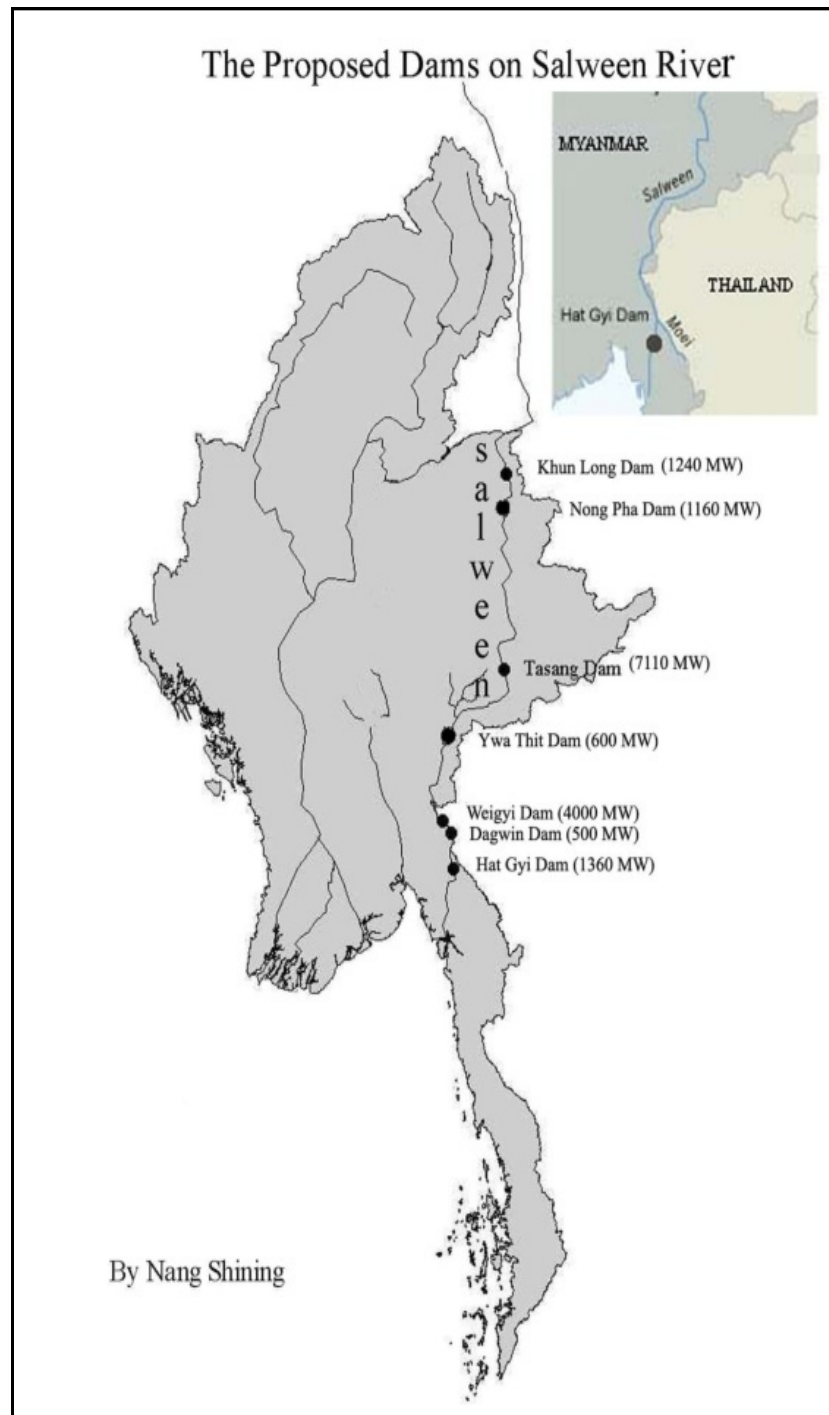 The Proposed Dams on Salween River
MYANMAR
Salween
THAILAND
Hat Gyi Dam
Moei
salween
Khun Long Dam (1240 MW)
Nong Pha Dam (1160 MW)
Tasang Dam (7110 MW)
Ywa Thit Dam (600 MW)
Weigyi Dam (4000 MW)
Dagwin Dam (500 MW)
Hat Gyi Dam (1360 MW)
By Nang Shining